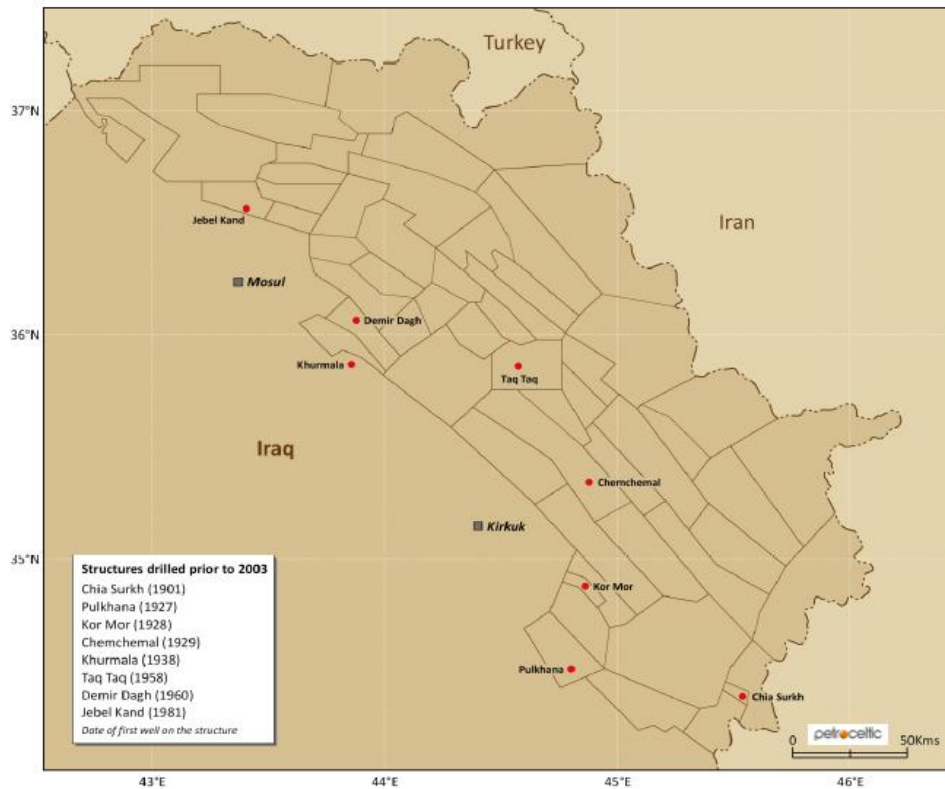 Turkey
37°N
Iran
Jebel Kand
Mosul
36°N
Demir Dagh
Khurmala
Taq Taq
Iraq
Chemchemal
Kirkuk
35°N
Structures drilled prior to 2003
Chia Surkh (1901)
Pulkhana (1927)
Kor Mor (1928)
Chemchemal (1929)
Khurmala (1938)
Taq Taq (1958)
Demir Dagh (1960)
Jebel Kand (1981)
Date of first well on the structure
Kor Mor
Pulkhana
Chia Surkh
petroceltic
0 50Kms
43°E 44°E 45°E 46°E